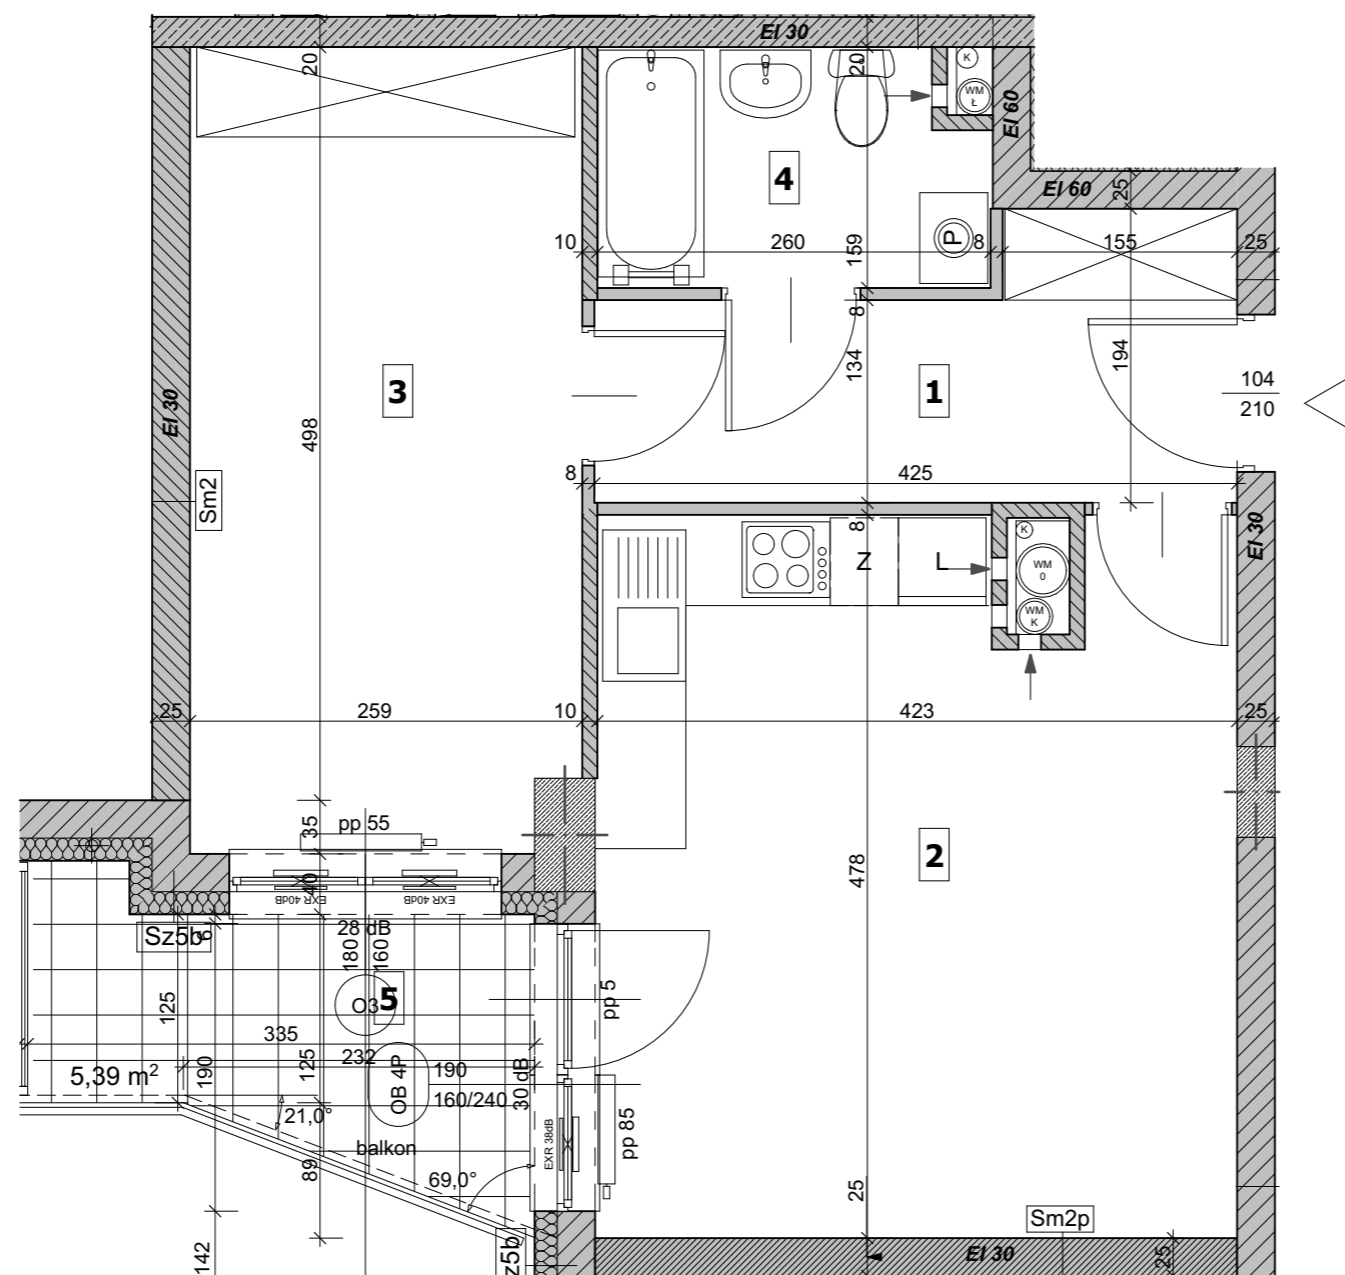 EI 30
20
20
K
WM
Ł
EI 60
4
EI 60
25
10
260
159
8
P
155
25
8
3
134
1
194
104
210
EI 30
498
Sm2
8
425
8
Z
L
K
WM
0
WM
K
EI 30
25
259
10
423
25
35
pp 55
2
478
40
EXR 40dB
EXR 40dB
Sz5b
6
28 dB
180
160
5
O3
pp 5
125
335
232
125
190
5,39 m²
190
160/240
OB 4P
30 dB
21,0°
balkon
EXR 38dB
pp 85
89
69,0°
25
Sm2p
142
z5b
EI 30
25